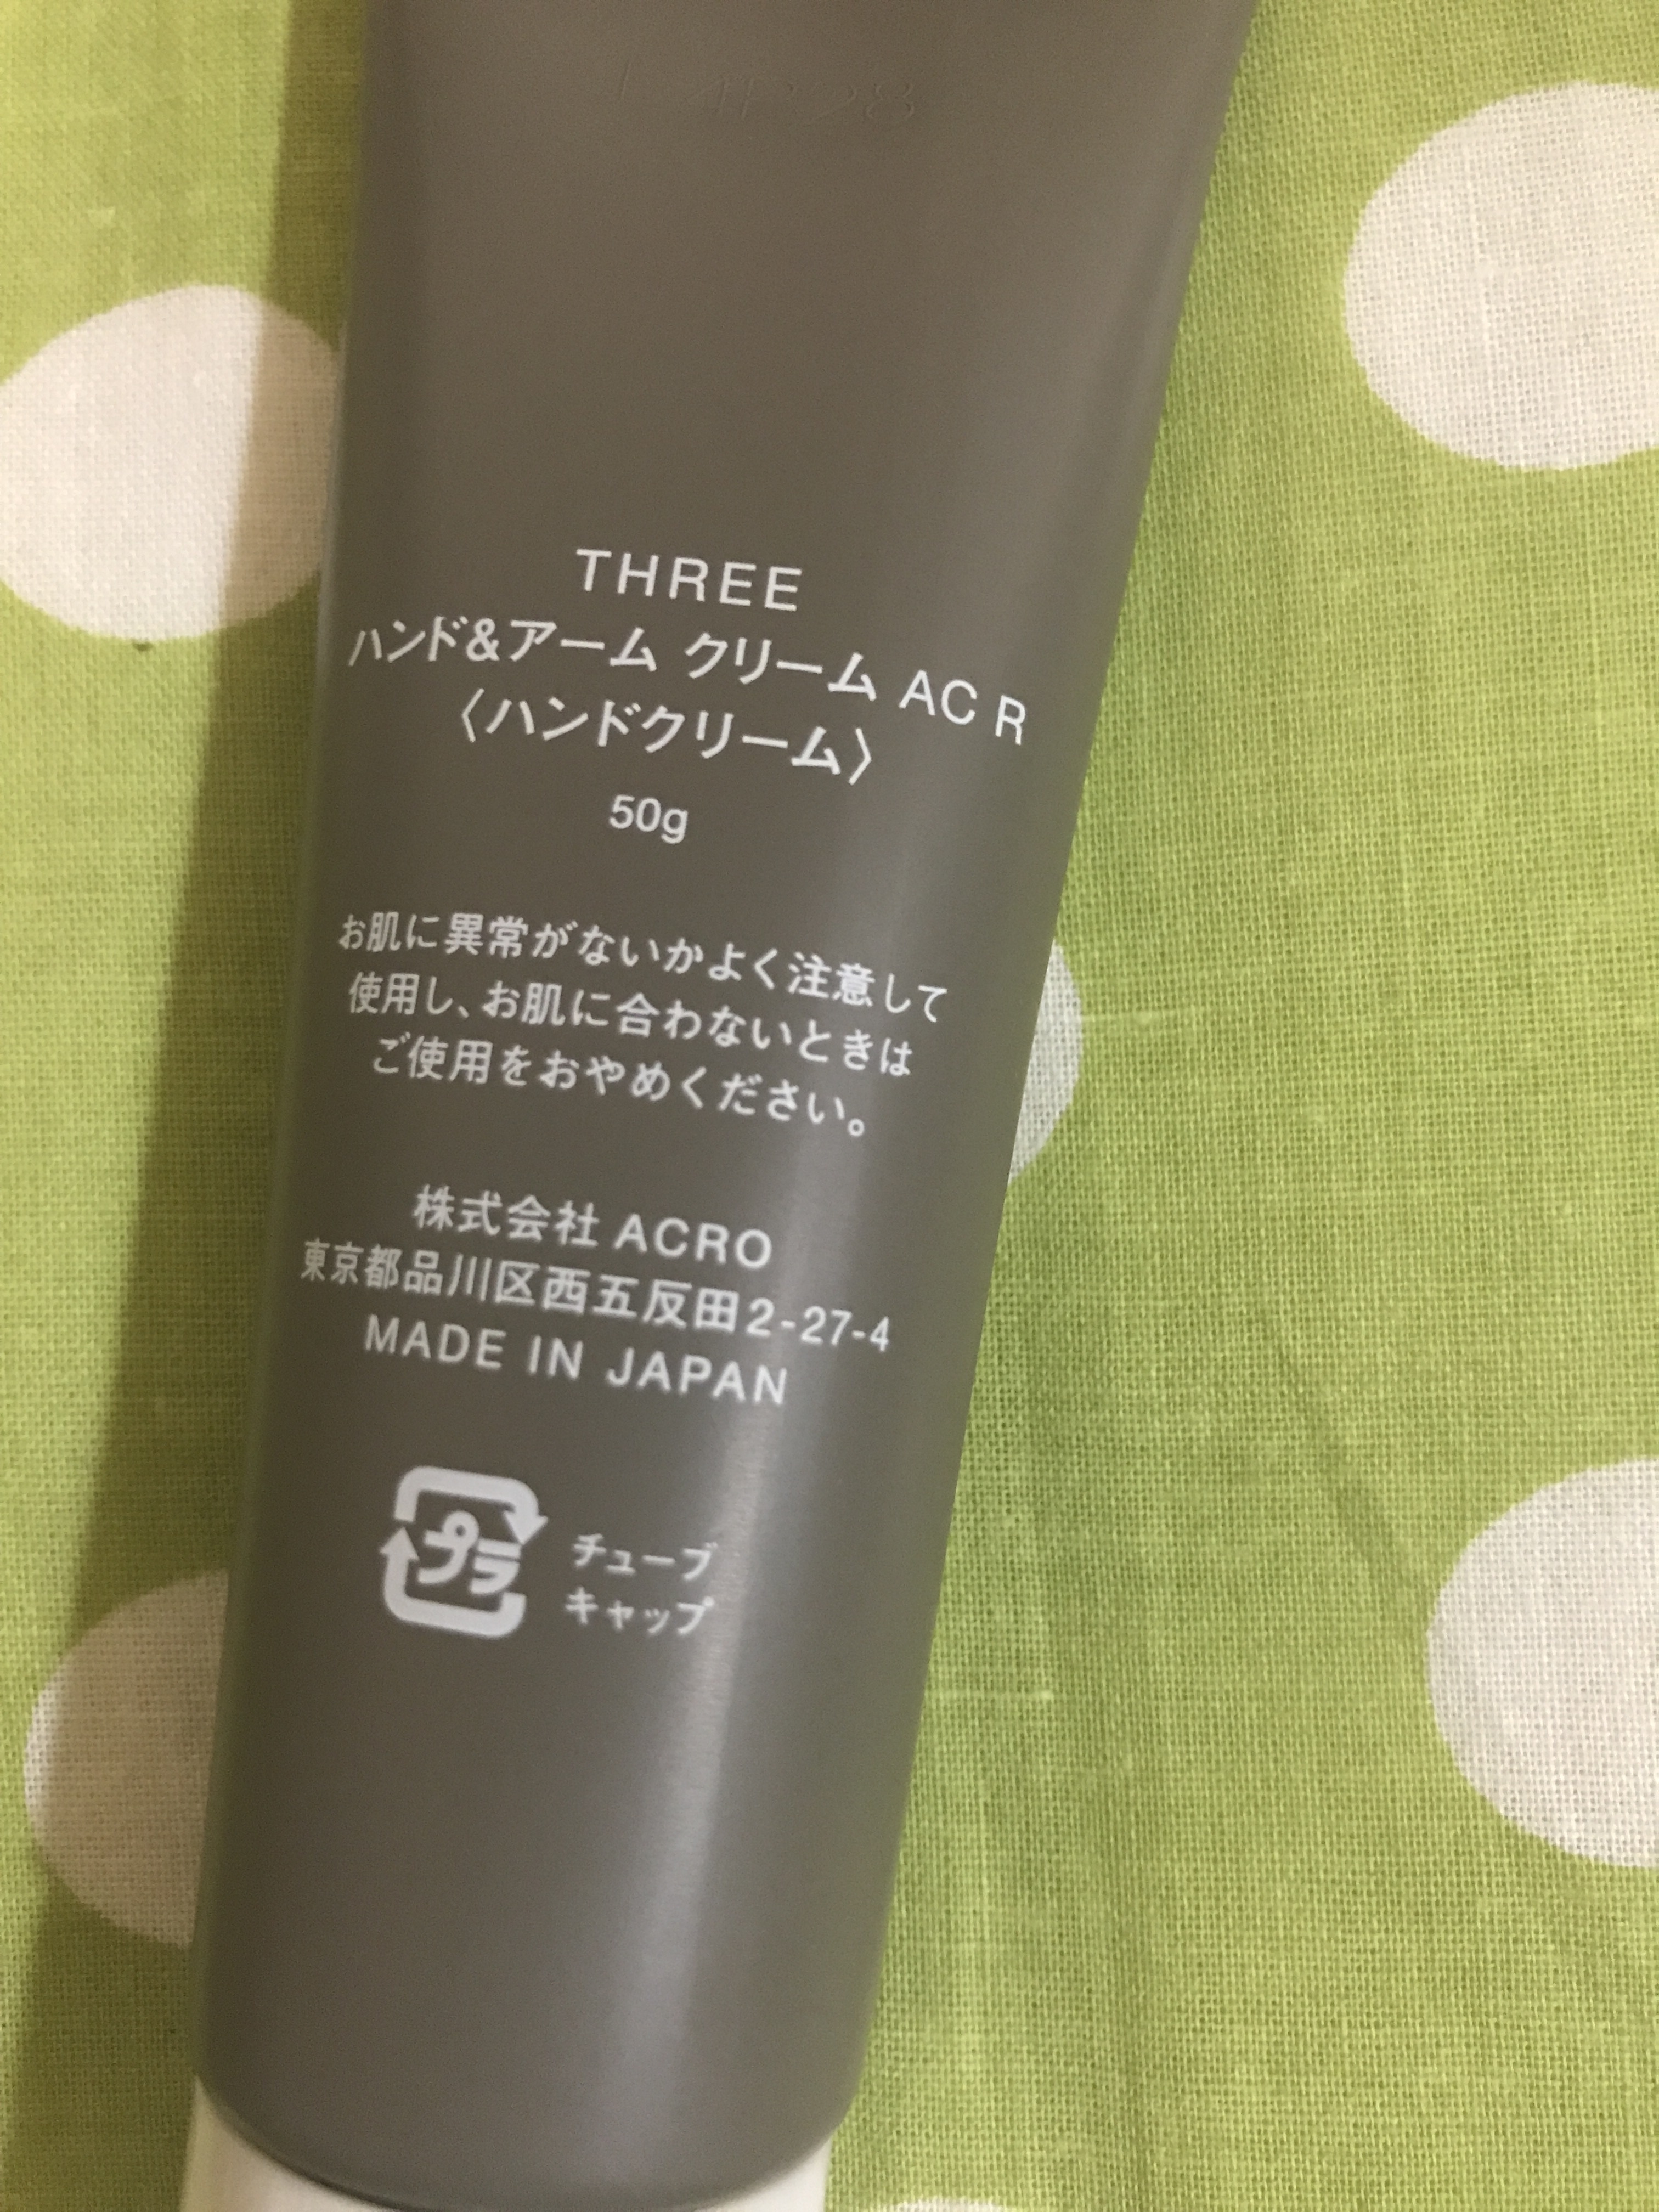 THREE
ハンド&アーム クリーム AC R
〈ハンドクリーム〉
50g
お肌に異常がないかよく注意して
使用し、お肌に合わないときは
ご使用をおやめください。
株式会社 ACRO
東京都品川区西五反田2-27-4
MADE IN JAPAN
プラ
チューブ
キャップ